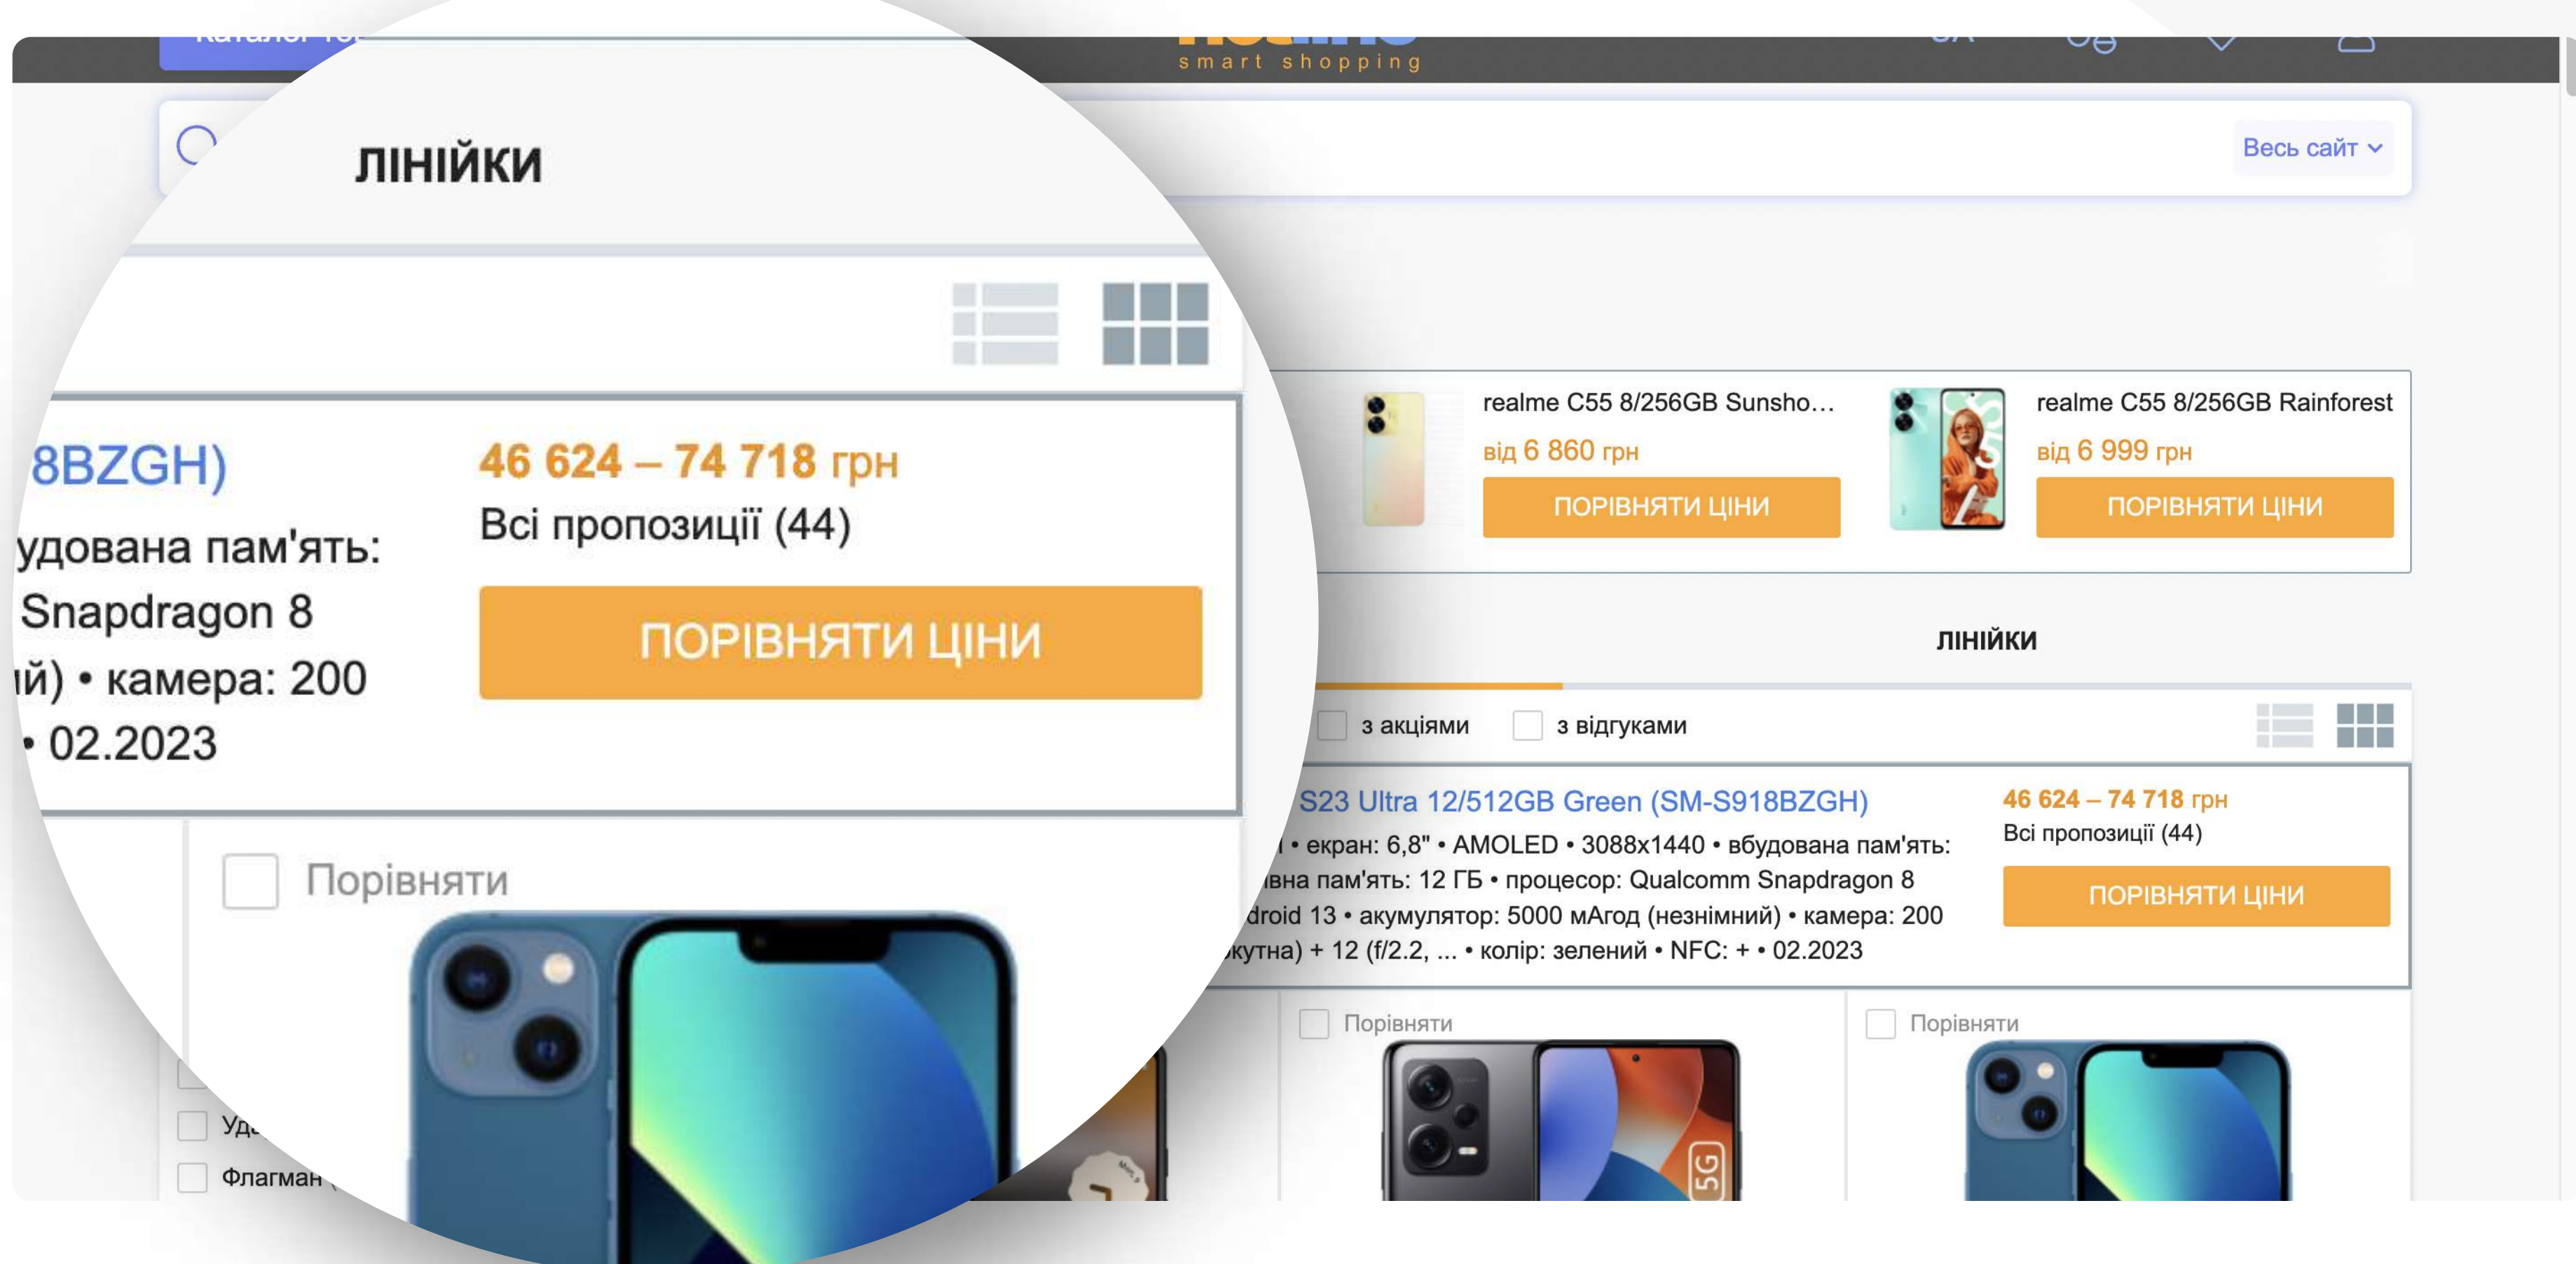 smart shopping
Весь сайт
ЛІНІЙКИ
8BZGH)
46 624 – 74 718 грн
Всі пропозиції (44)
ПОРІВНЯТИ ЦІНИ
пам'ять:
Snapdragon 8
• камера: 200
• 02.2023
Порівняти
realme C55 8/256GB Sunsho...
від 6 860 грн
ПОРІВНЯТИ ЦІНИ
realme C55 8/256GB Rainforest
від 6 999 грн
ПОРІВНЯТИ ЦІНИ
ЛІНІЙКИ
з акціями
з відгуками
S23 Ultra 12/512GB Green (SM-S918BZGH)
• екран: 6,8" • AMOLED • 3088x1440 • вбудована пам'ять:
пам'ять: 12 ГБ • процесор: Qualcomm Snapdragon 8
droid 13 • акумулятор: 5000 мАгод (незнімний) • камера: 200
+ 12 (f/2.2, ... • колір: зелений • NFC: + • 02.2023
46 624 – 74 718 грн
Всі пропозиції (44)
ПОРІВНЯТИ ЦІНИ
Порівняти
5G
Порівняти
Флагман